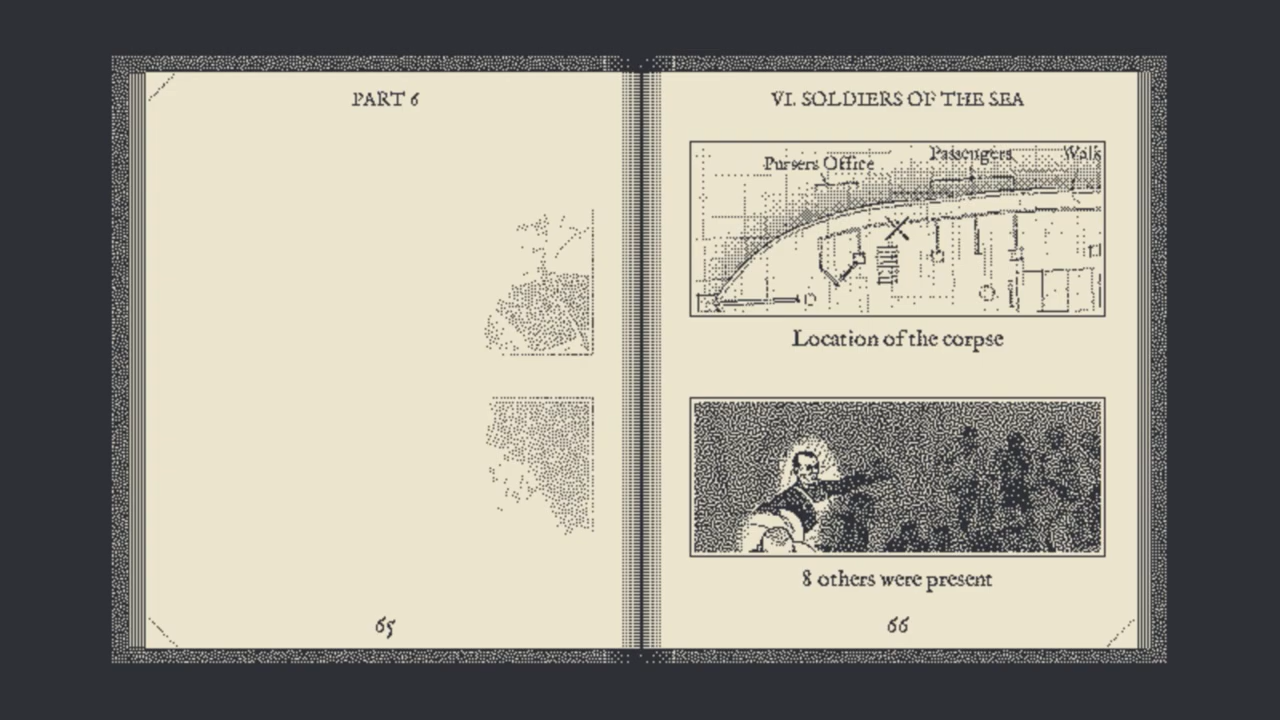 PART 6
65
VI. SOLDIERS OF THE SEA
Pursers Office
Passengers
Walk
Location of the corpse
8 others were present
66